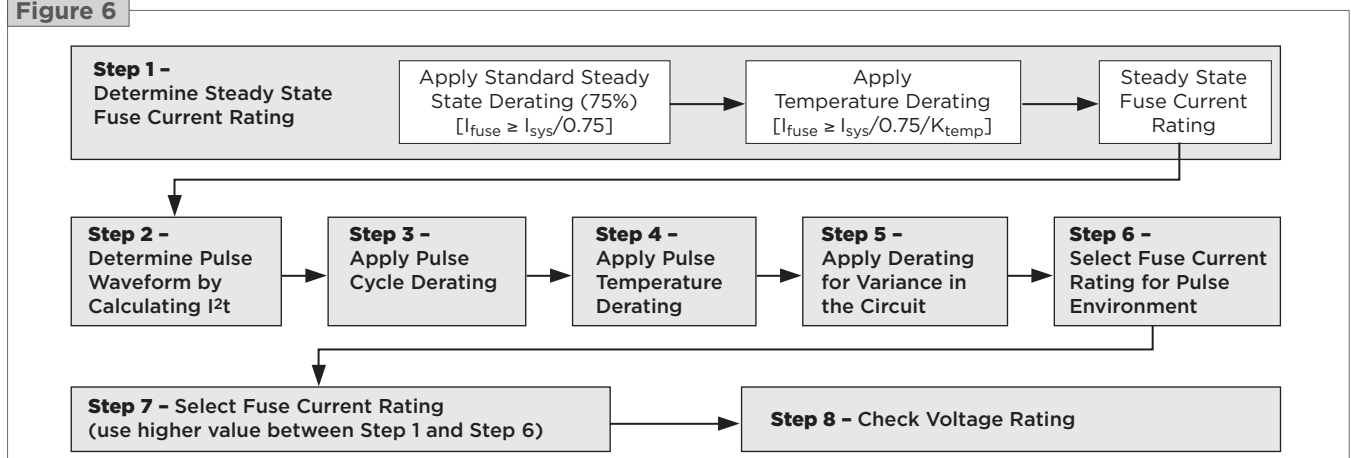 Figure 6
Step 1 –
Determine Steady State
Fuse Current Rating
Apply Standard Steady
State Derating (75%)
[Ifuse ≥ Isys/0.75]
Apply
Temperature Derating
[Ifuse ≥ Isys/0.75/Ktemp]
Steady State
Fuse Current
Rating
Step 2 –
Determine Pulse
Waveform by
Calculating I²t
Step 3 –
Apply Pulse
Cycle Derating
Step 4 –
Apply Pulse
Temperature
Derating
Step 5 –
Apply Derating
for Variance in
the Circuit
Step 6 –
Select Fuse Current
Rating for Pulse
Environment
Step 7 – Select Fuse Current Rating
(use higher value between Step 1 and Step 6)
Step 8 – Check Voltage Rating